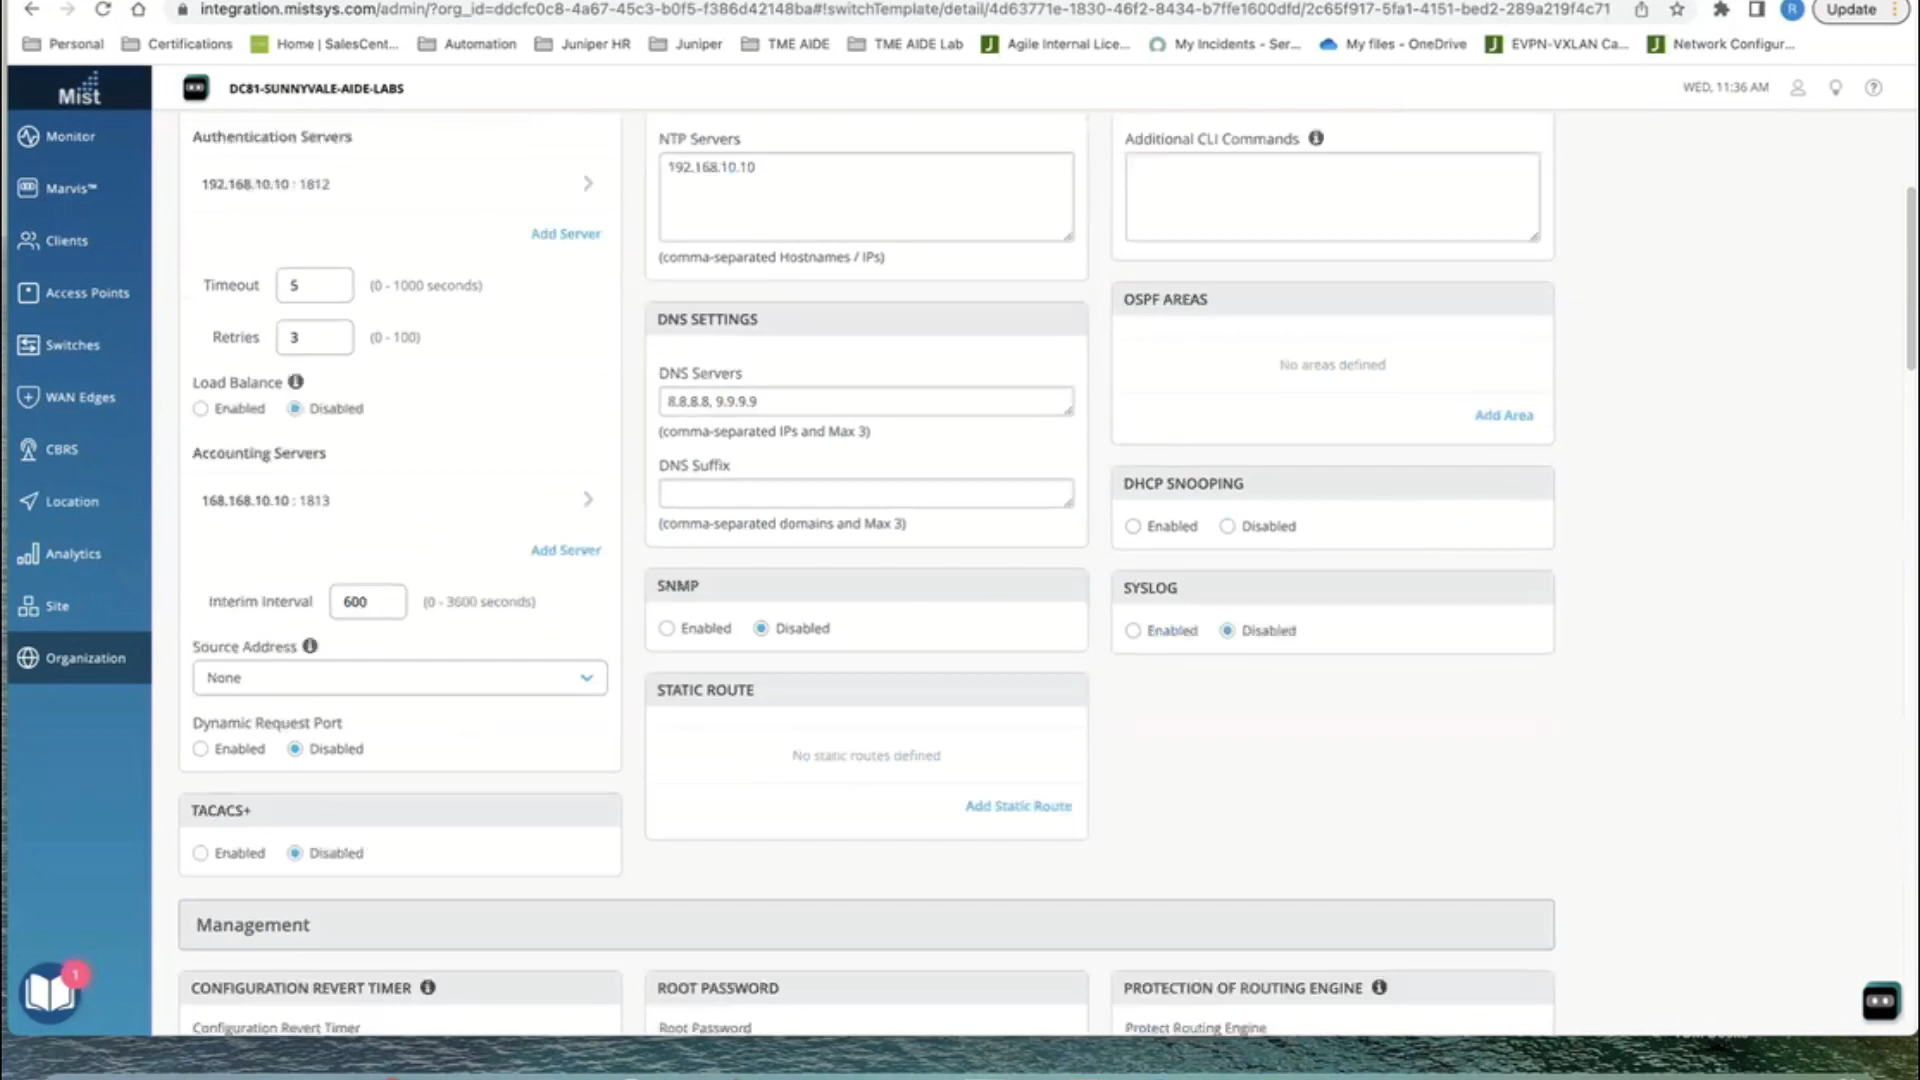 integration.mistsys.com/admin/?org_id=ddcfc0c8-4a67-45c3-b0f5-f386d42148ba#!switchTemplate/detail/4d63771e-1830-46f2-8434-b7ffe1600dfd/2c65f917-5fa1-4151-bed2-289a219f4c71
R
Update
Personal
Certifications
Home | SalesCent...
Automation
Juniper HR
Juniper
TME AIDE
TME AIDE Lab
Agile Internal Lice...
My Incidents - Ser...
My files - OneDrive
EVPN-VXLAN Ca...
Network Configur...
Mist
DC81-SUNNYVALE-AIDE-LABS
WED, 11:36 AM
Monitor
Marvis™
Clients
Access Points
Switches
WAN Edges
CBRS
Location
Analytics
Site
Organization
1
Authentication Servers
192.168.10.10 : 1812
Add Server
Timeout 5 (0 - 1000 seconds)
Retries 3 (0 - 100)
Load Balance
Enabled Disabled
Accounting Servers
168.168.10.10 : 1813
Add Server
Interim Interval 600 (0 - 3600 seconds)
Source Address
None
Dynamic Request Port
Enabled Disabled
TACACS+
Enabled Disabled
NTP Servers
192.168.10.10
(comma-separated Hostnames / IPs)
DNS SETTINGS
DNS Servers
8.8.8.8, 9.9.9.9
(comma-separated IPs and Max 3)
DNS Suffix
(comma-separated domains and Max 3)
SNMP
Enabled Disabled
STATIC ROUTE
No static routes defined
Add Static Route
Additional CLI Commands
OSPF AREAS
No areas defined
Add Area
DHCP SNOOPING
Enabled Disabled
SYSLOG
Enabled Disabled
Management
CONFIGURATION REVERT TIMER
Configuration Revert Timer
ROOT PASSWORD
Root Password
PROTECTION OF ROUTING ENGINE
Protect Routing Engine